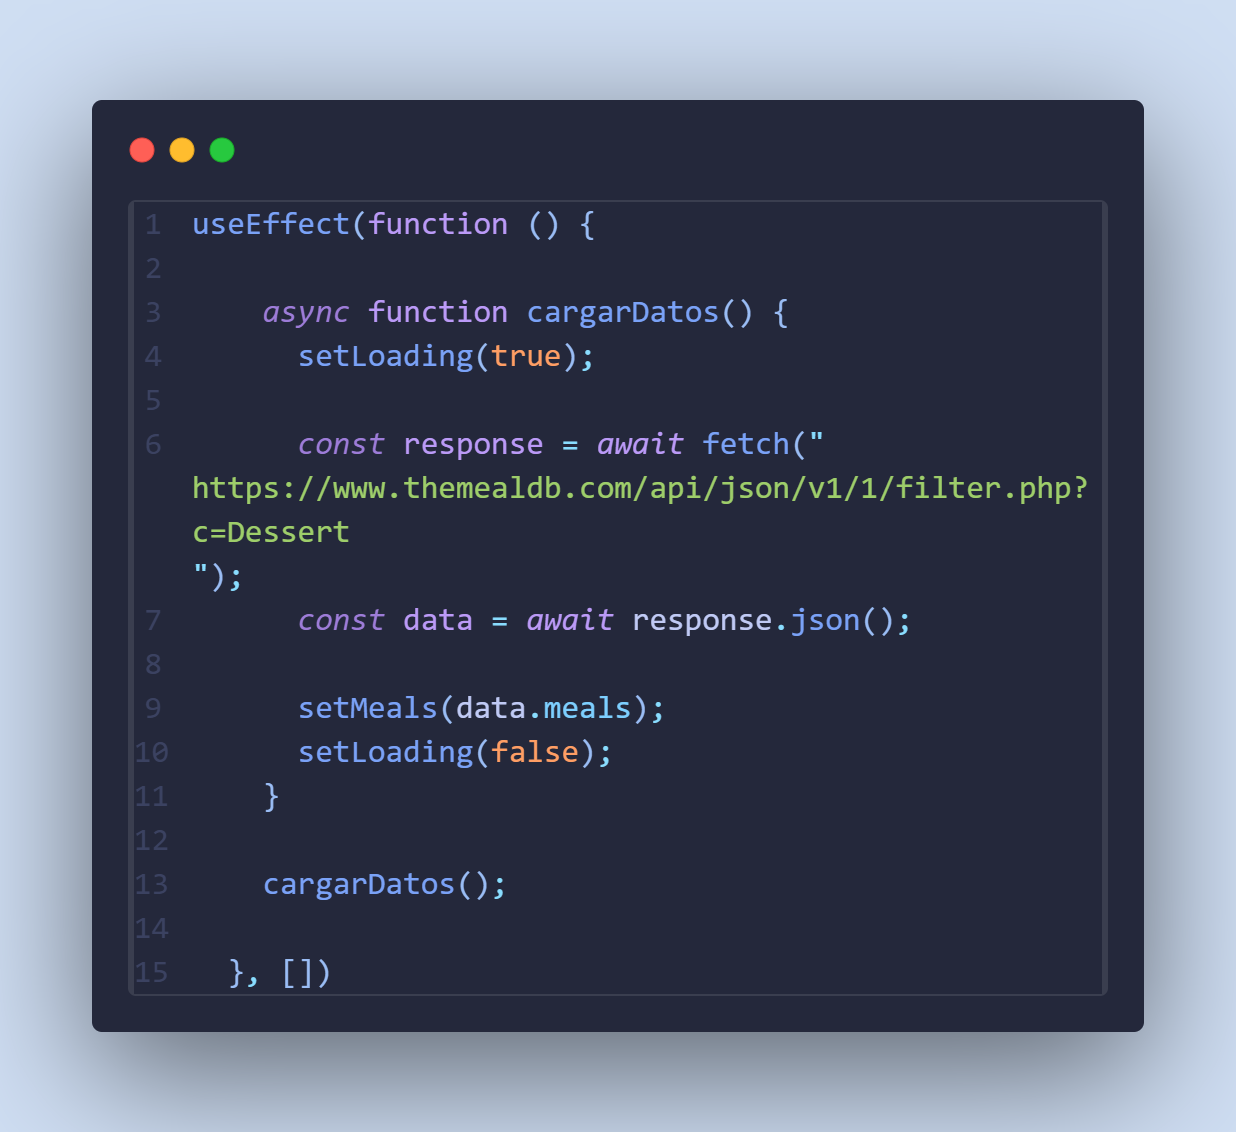 1 useEffect(function () {
2
3     async function cargarDatos() {
4       setLoading(true);
5
6       const response = await fetch("
https://www.themealdb.com/api/json/v1/1/filter.php?
c=Dessert
");
7       const data = await response.json();
8
9       setMeals(data.meals);
10       setLoading(false);
11     }
12
13     cargarDatos();
14
15   }, [])